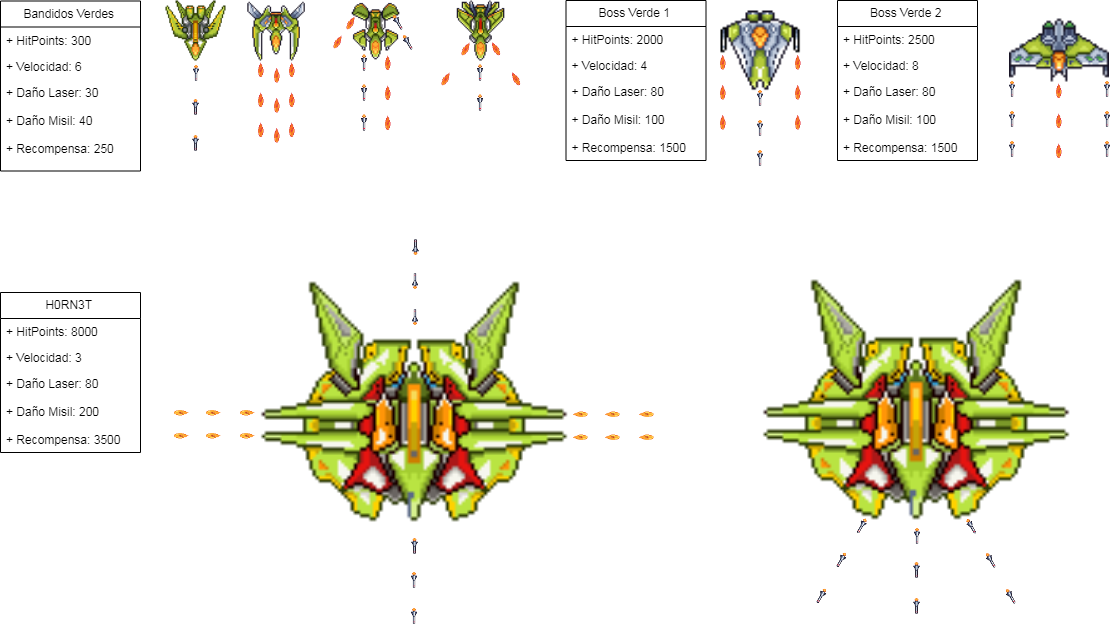 Bandidos Verdes
+ HitPoints: 300
+ Velocidad: 6
+ Daño Laser: 30
+ Daño Misil: 40
+ Recompensa: 250
Boss Verde 1
+ HitPoints: 2000
+ Velocidad: 4
+ Daño Laser: 80
+ Daño Misil: 100
+ Recompensa: 1500
Boss Verde 2
+ HitPoints: 2500
+ Velocidad: 8
+ Daño Laser: 80
+ Daño Misil: 100
+ Recompensa: 1500
H0RN3T
+ HitPoints: 8000
+ Velocidad: 3
+ Daño Laser: 80
+ Daño Misil: 200
+ Recompensa: 3500